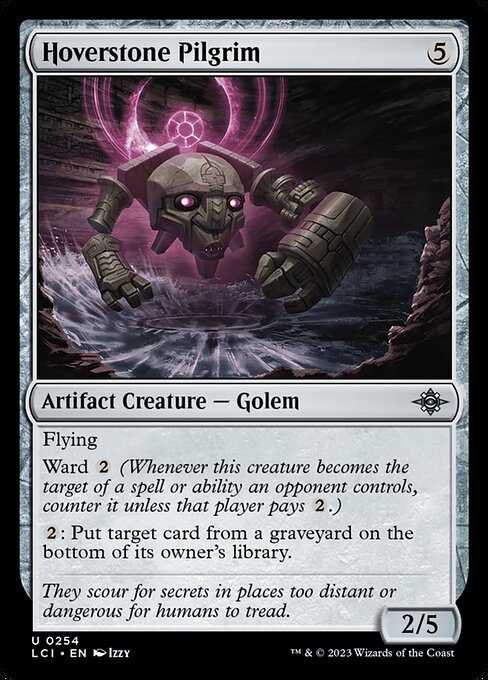 Hoverstone Pilgrim 5
Artifact Creature — Golem
Flying
Ward 2 (Whenever this creature becomes the
target of a spell or ability an opponent controls,
counter it unless that player pays 2.)
2: Put target card from a graveyard on the
bottom of its owner's library.
They scour for secrets in places too distant or
dangerous for humans to tread.
2/5
U 0254
LCI • EN Izzy
™ & © 2023 Wizards of the Coast